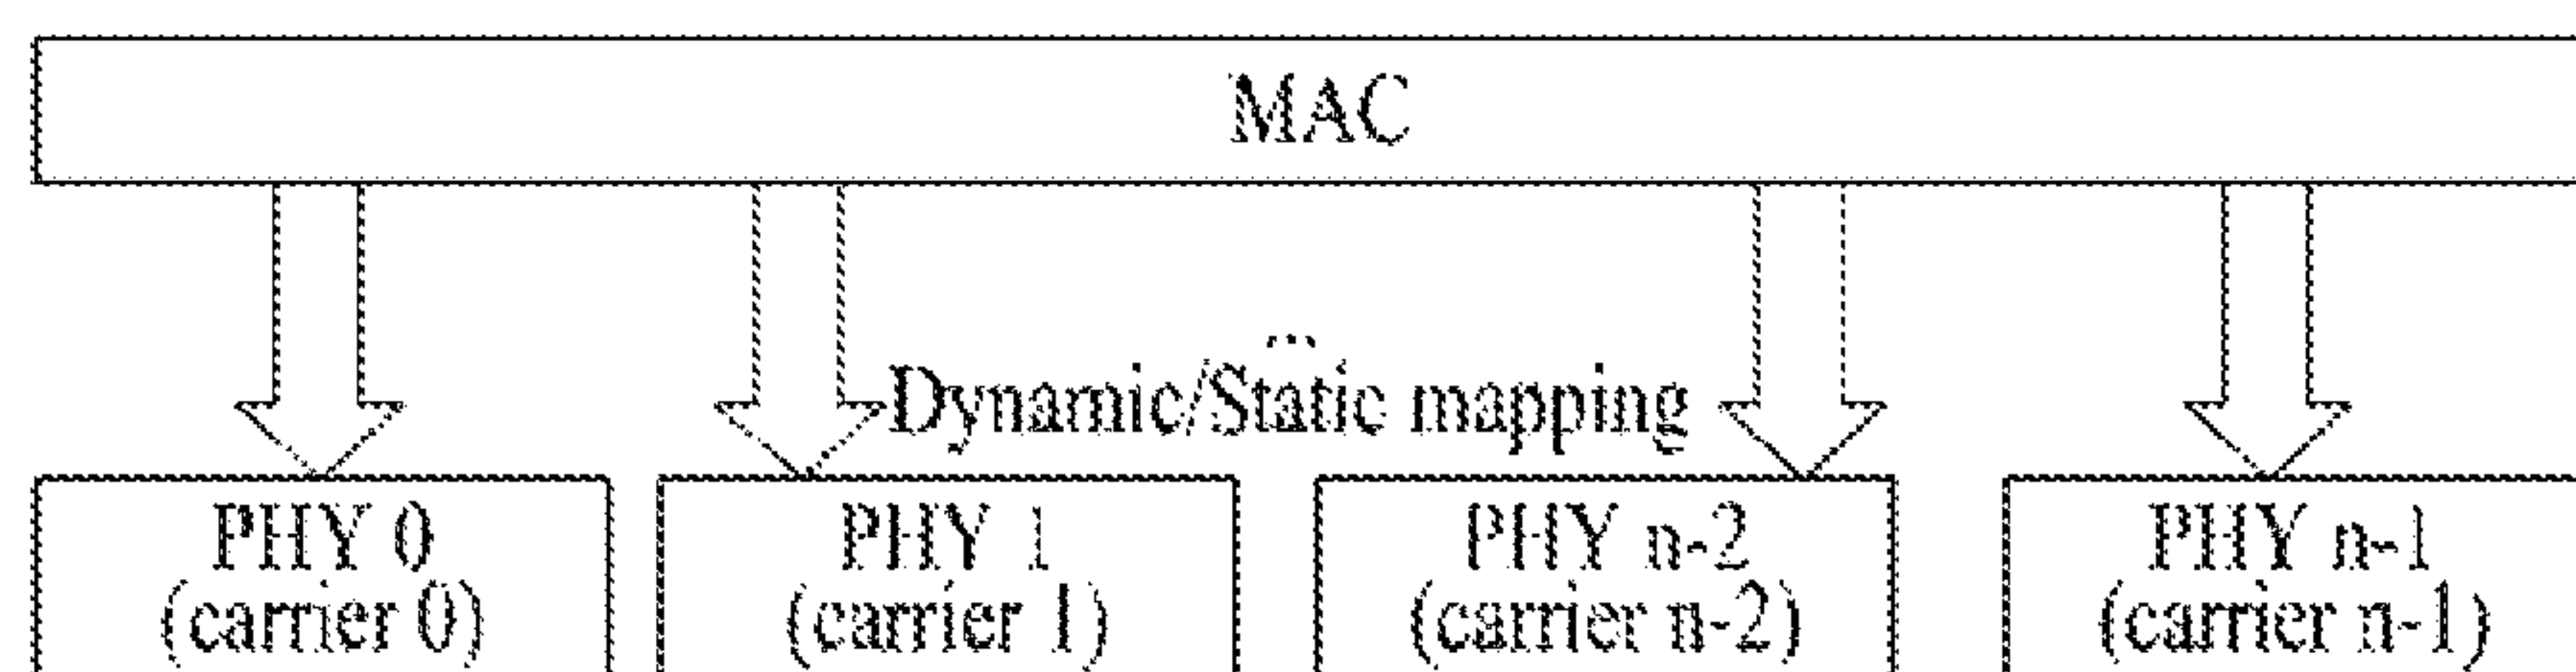 MAC
...
Dynamic/Static mapping
PHY 0
(carrier 0)
PHY 1
(carrier 1)
PHY n-2
(carrier n-2)
PHY n-1
(carrier n-1)